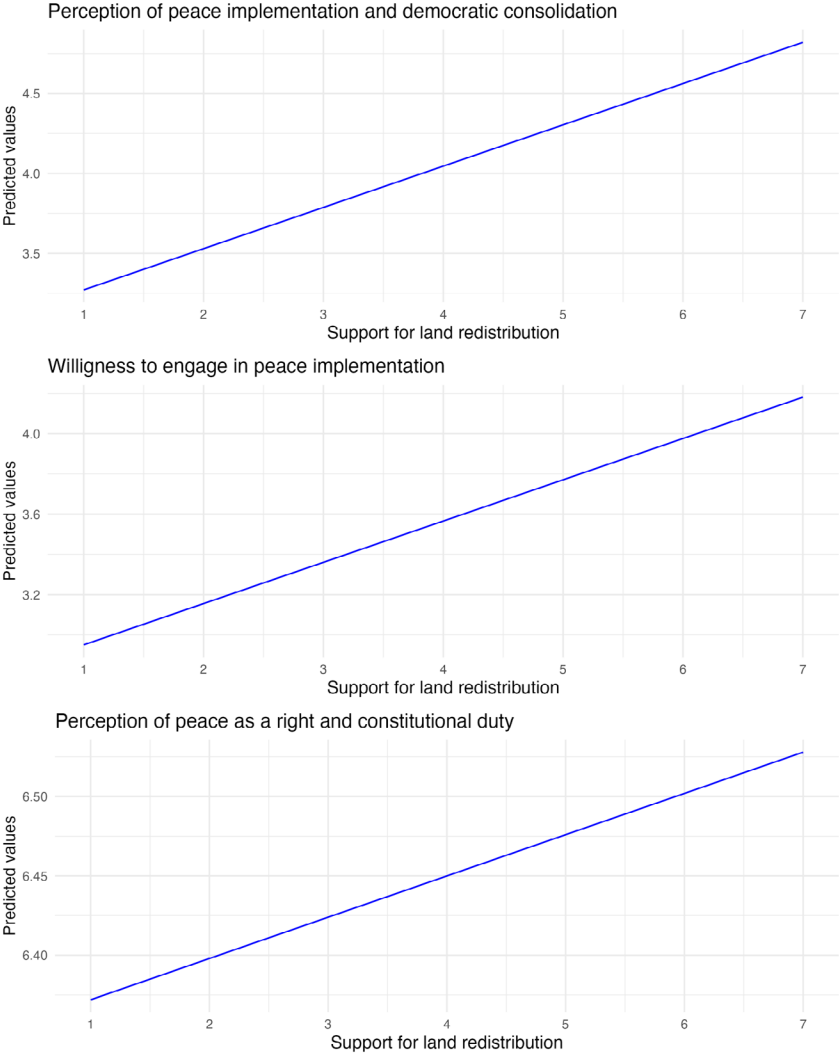 Perception of peace implementation and democratic consolidation
4.5
4.0
3.5
Predicted values
1 2 3 4 5 6 7
Support for land redistribution
Willigness to engage in peace implementation
4.0
3.6
3.2
Predicted values
1 2 3 4 5 6 7
Support for land redistribution
Perception of peace as a right and constitutional duty
6.50
6.45
6.40
Predicted values
1 2 3 4 5 6 7
Support for land redistribution